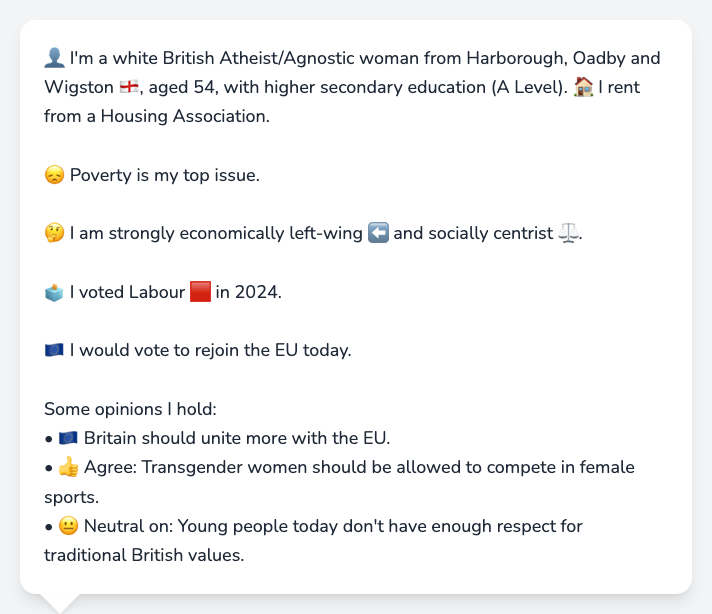 👤 I'm a white British Atheist/Agnostic woman from Harborough, Oadby and
Wigston 🏴󠁧󠁢󠁥󠁮󠁧󠁿, aged 54, with higher secondary education (A Level). 🏠 I rent
from a Housing Association.
😞 Poverty is my top issue.
🤔 I am strongly economically left-wing ⬅️ and socially centrist ⚖️.
🗳️ I voted Labour 🟥 in 2024.
🇪🇺 I would vote to rejoin the EU today.
Some opinions I hold:
• 🇪🇺 Britain should unite more with the EU.
• 👍 Agree: Transgender women should be allowed to compete in female
sports.
• 😐 Neutral on: Young people today don't have enough respect for
traditional British values.